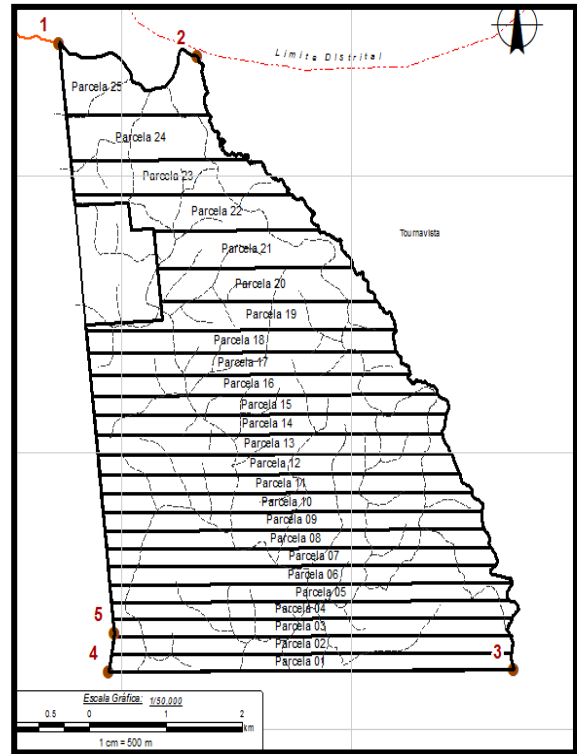 1
2
Límite Distrital
Parcela 25
Parcela 24
Parcela 23
Parcela 22
Tournavista
Parcela 21
Parcela 20
Parcela 19
Parcela 18
Parcela 17
Parcela 16
Parcela 15
Parcela 14
Parcela 13
Parcela 12
Parcela 11
Parcela 10
Parcela 09
Parcela 08
Parcela 07
Parcela 06
Parcela 05
Parcela 04
5
Parcela 03
Parcela 02
3
4
Parcela 01
Escala Gráfica: 1/50.000
0.5 0 1 2
km
1 cm = 500 m